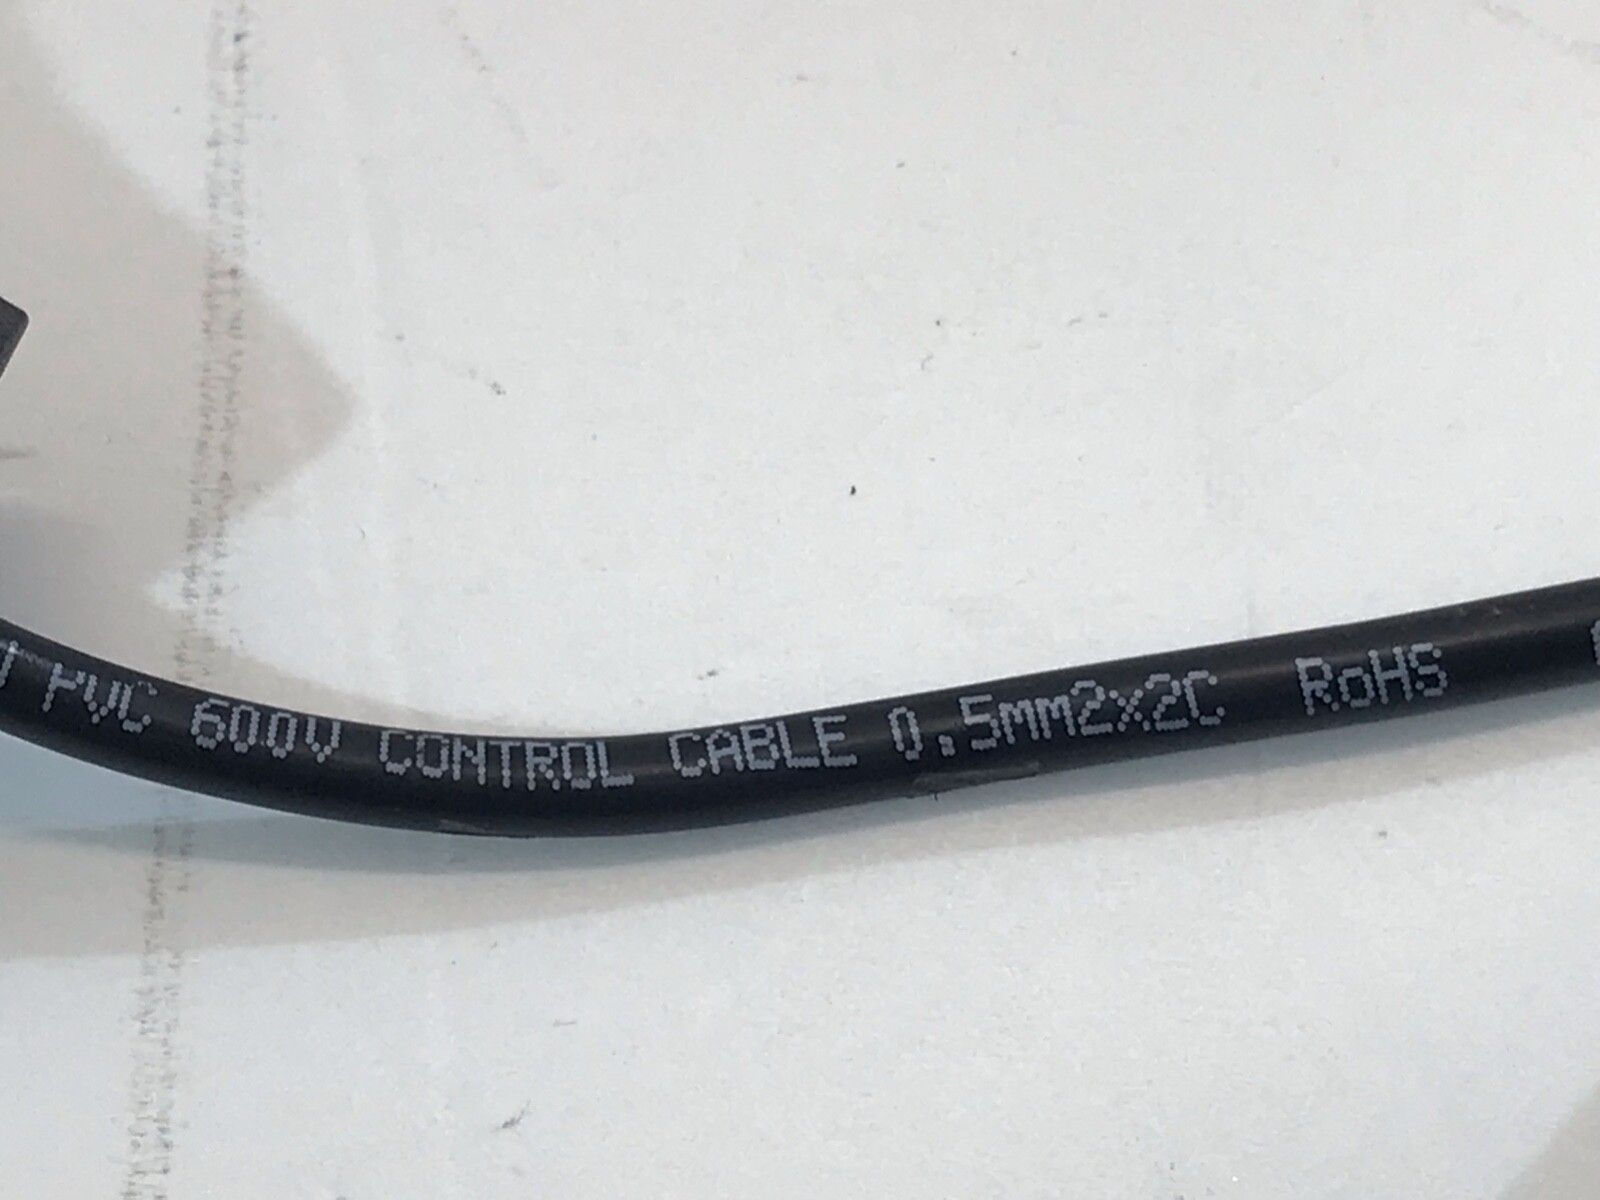 PVC 600V CONTROL CABLE 0.5mm2x2C RoHS